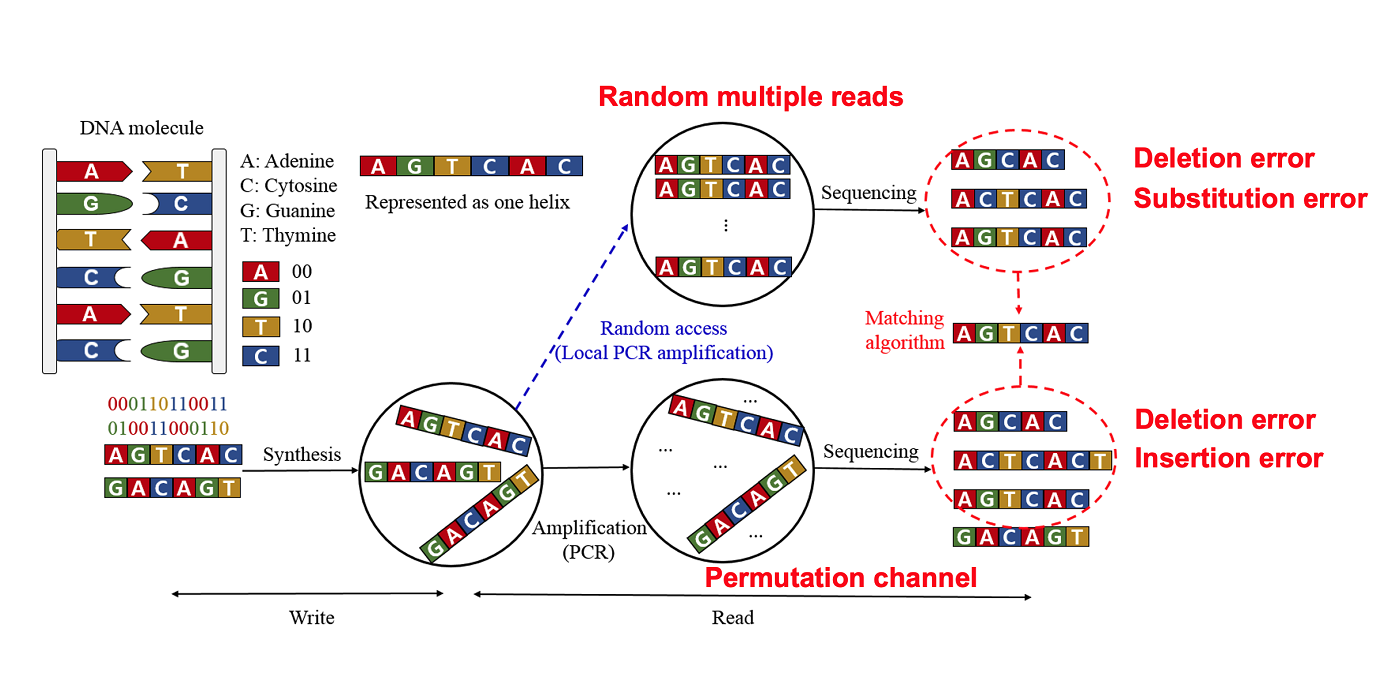 Random multiple reads
DNA molecule
A T
G C
T A
C G
A T
C G
A: Adenine
C: Cytosine
G: Guanine
T: Thymine
A 00
G 01
T 10
C 11
A G T C A C
Represented as one helix
A G T C A C
A G T C A C
...
A G T C A C
Sequencing
A G C A C
A C T C A C
A G T C A C
Deletion error
Substitution error
Random access
(Local PCR amplification)
Matching
algorithm
A G T C A C
000110110011
010011000110
A G T C A C
G A C A G T
Synthesis
A G T C A C
G A C A G T
G A C A G T
Amplification
(PCR)
...
A G T C A C
...
...
...
G A C A G T
...
Sequencing
A G C A C
A C T C A C T
A G T C A C
G A C A G T
Deletion error
Insertion error
Permutation channel
Write
Read